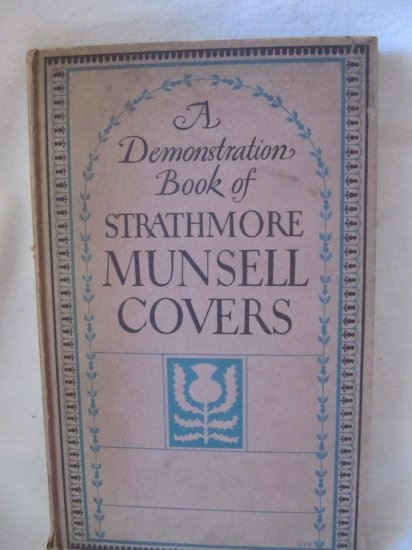 A
Demonstration
Book of
STRATHMORE
MUNSELL
COVERS